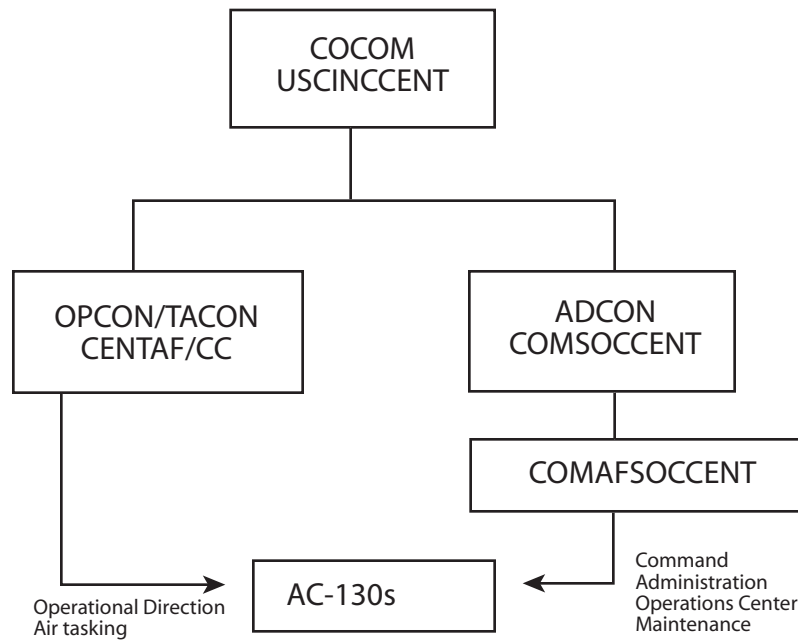 COCOM
USCINCCENT
OPCON/TACON
CENTAF/CC
ADCON
COMSOCCENT
COMAFSOCCENT
AC-130s
Operational Direction
Air tasking
Command
Administration
Operations Center
Maintenance